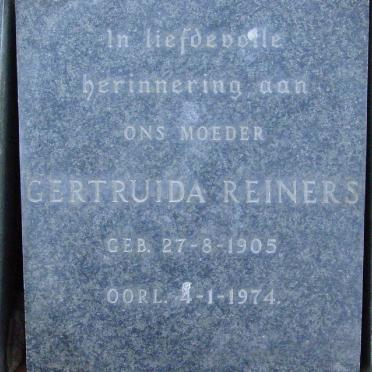 In liefdevolle
herinnering aan
ONS MOEDER
GERTRUIDA REINERS
GEB. 27-8-1905
OORL. 4-1-1974.